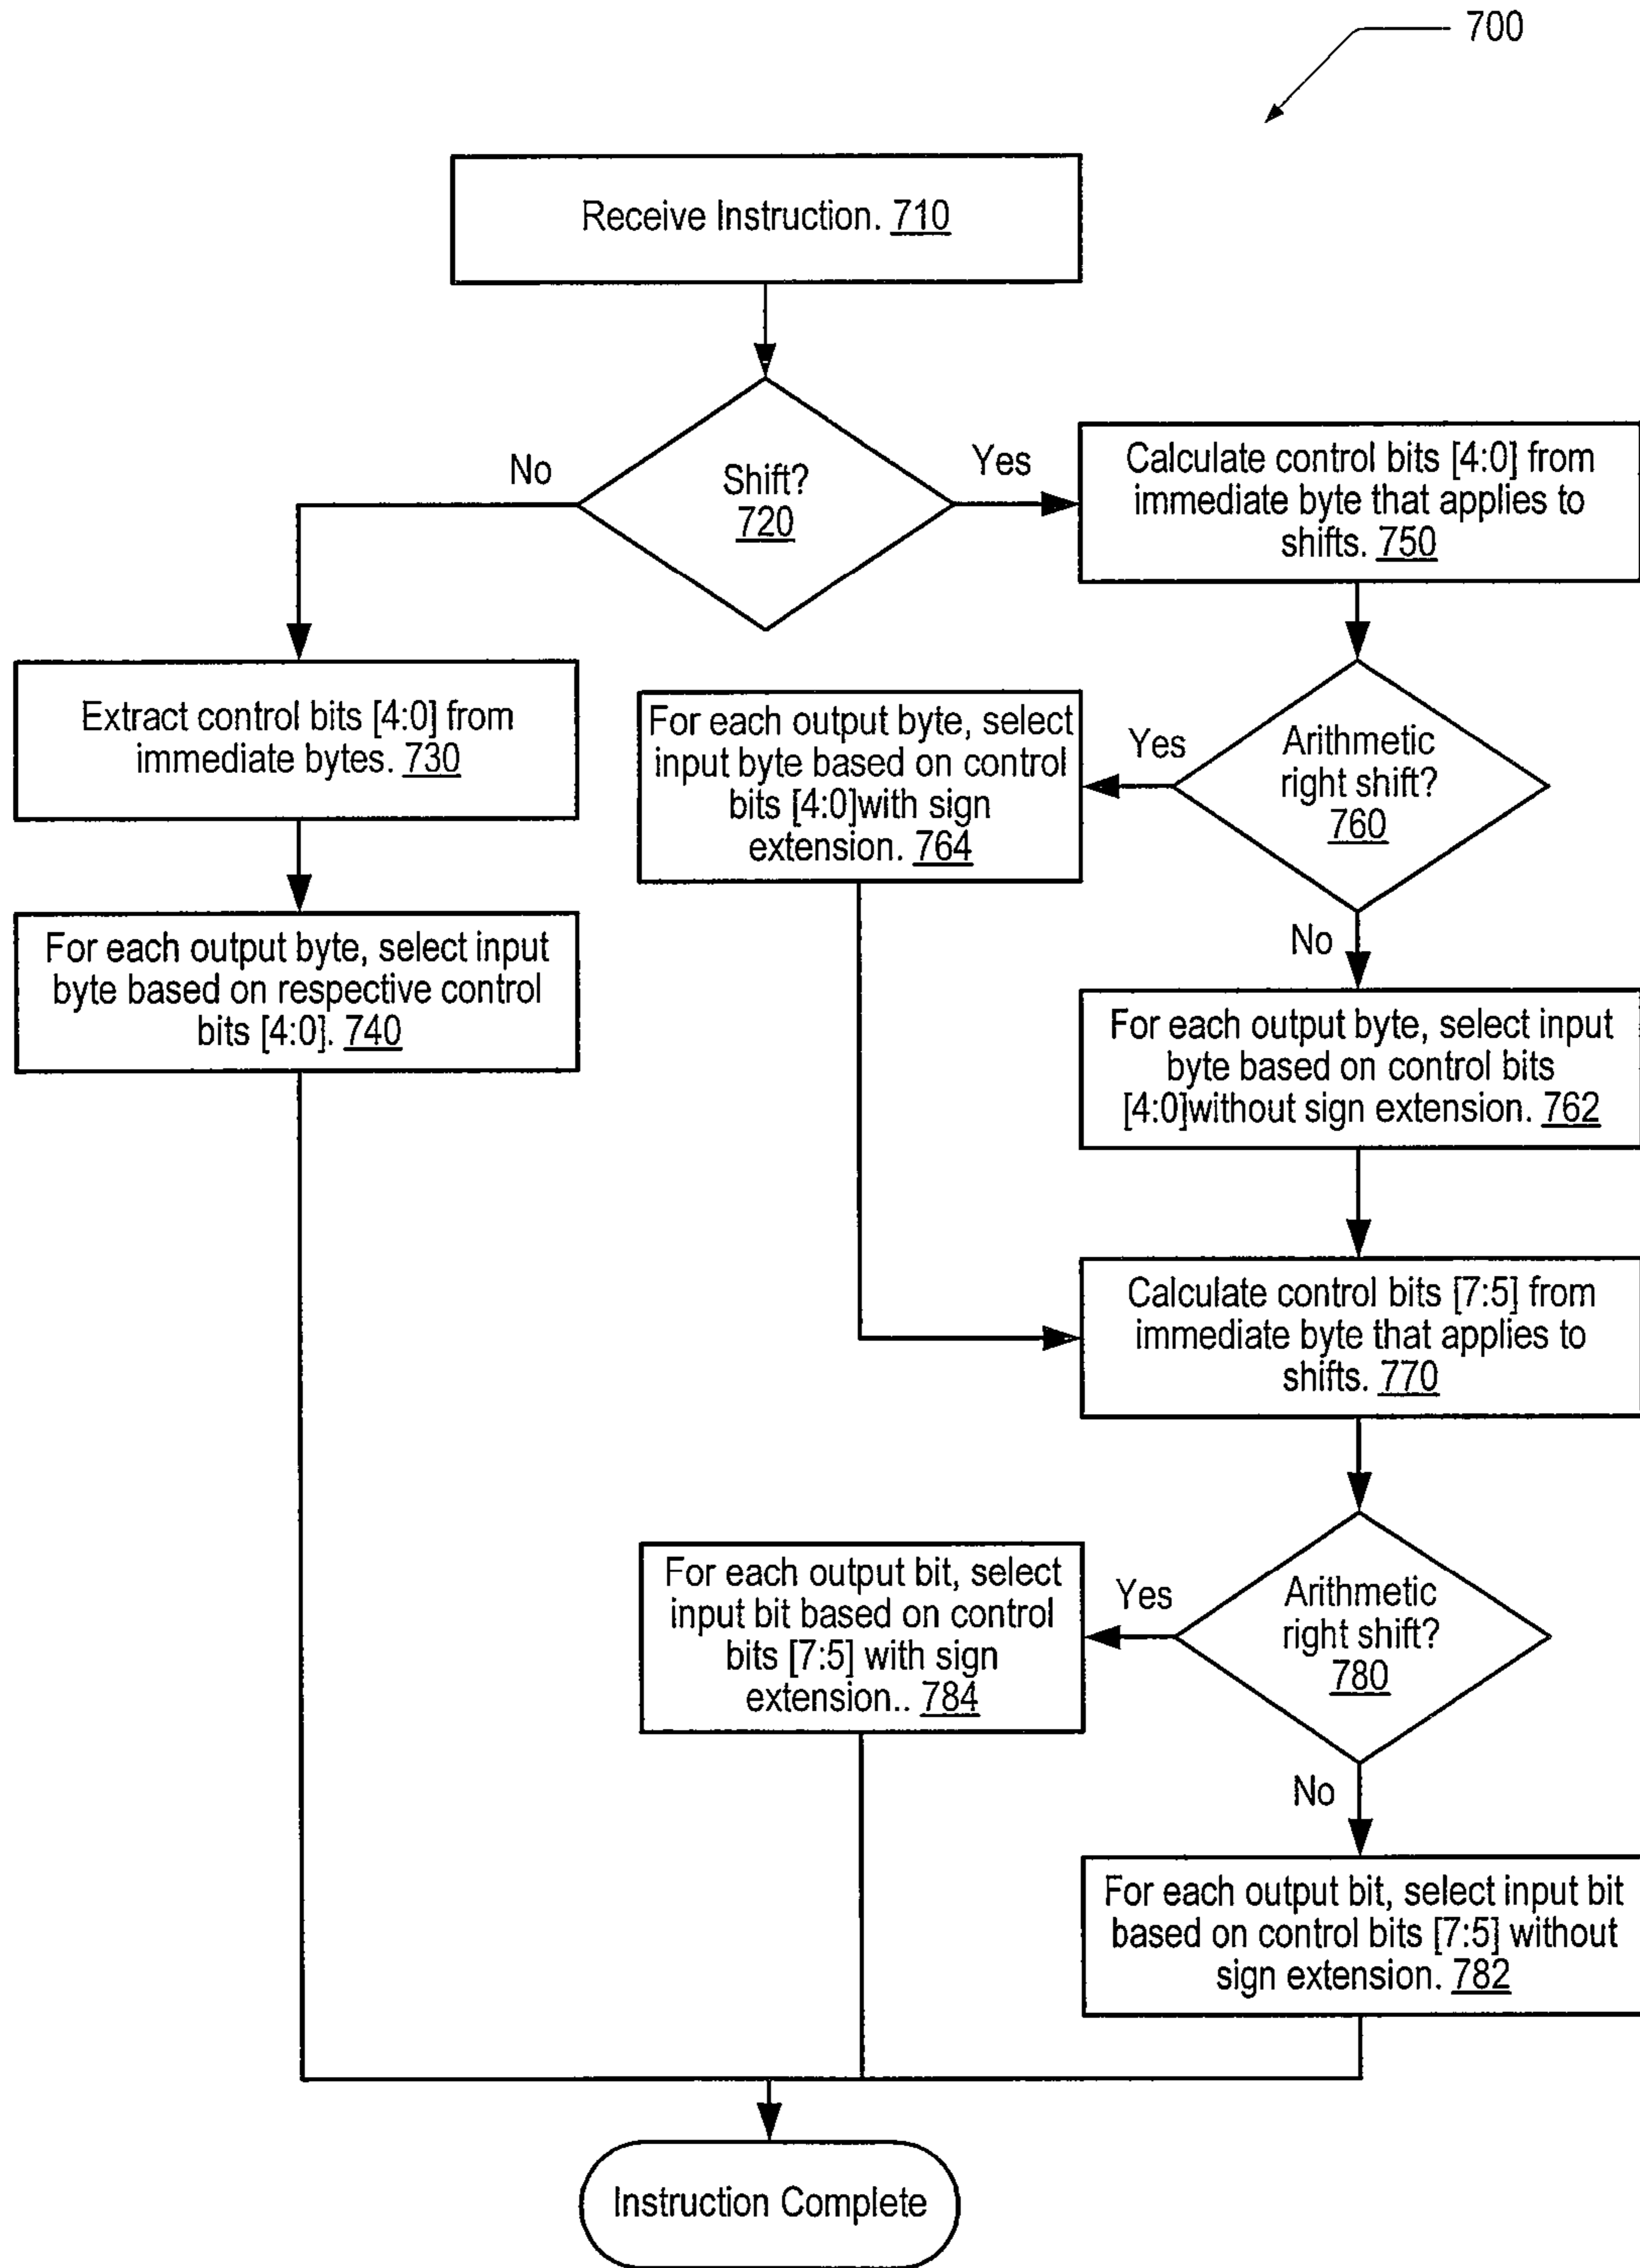 700
Receive Instruction. 710
Shift?
720
No
Yes
Calculate control bits [4:0] from
immediate byte that applies to
shifts. 750
Extract control bits [4:0] from
immediate bytes. 730
For each output byte, select
input byte based on control
bits [4:0]with sign
extension. 764
Yes
Arithmetic
right shift?
760
No
For each output byte, select input
byte based on respective control
bits [4:0]. 740
For each output byte, select input
byte based on control bits
[4:0]without sign extension. 762
Calculate control bits [7:5] from
immediate byte that applies to
shifts. 770
For each output bit, select
input bit based on control
bits [7:5] with sign
extension.. 784
Yes
Arithmetic
right shift?
780
No
For each output bit, select input bit
based on control bits [7:5] without
sign extension. 782
Instruction Complete